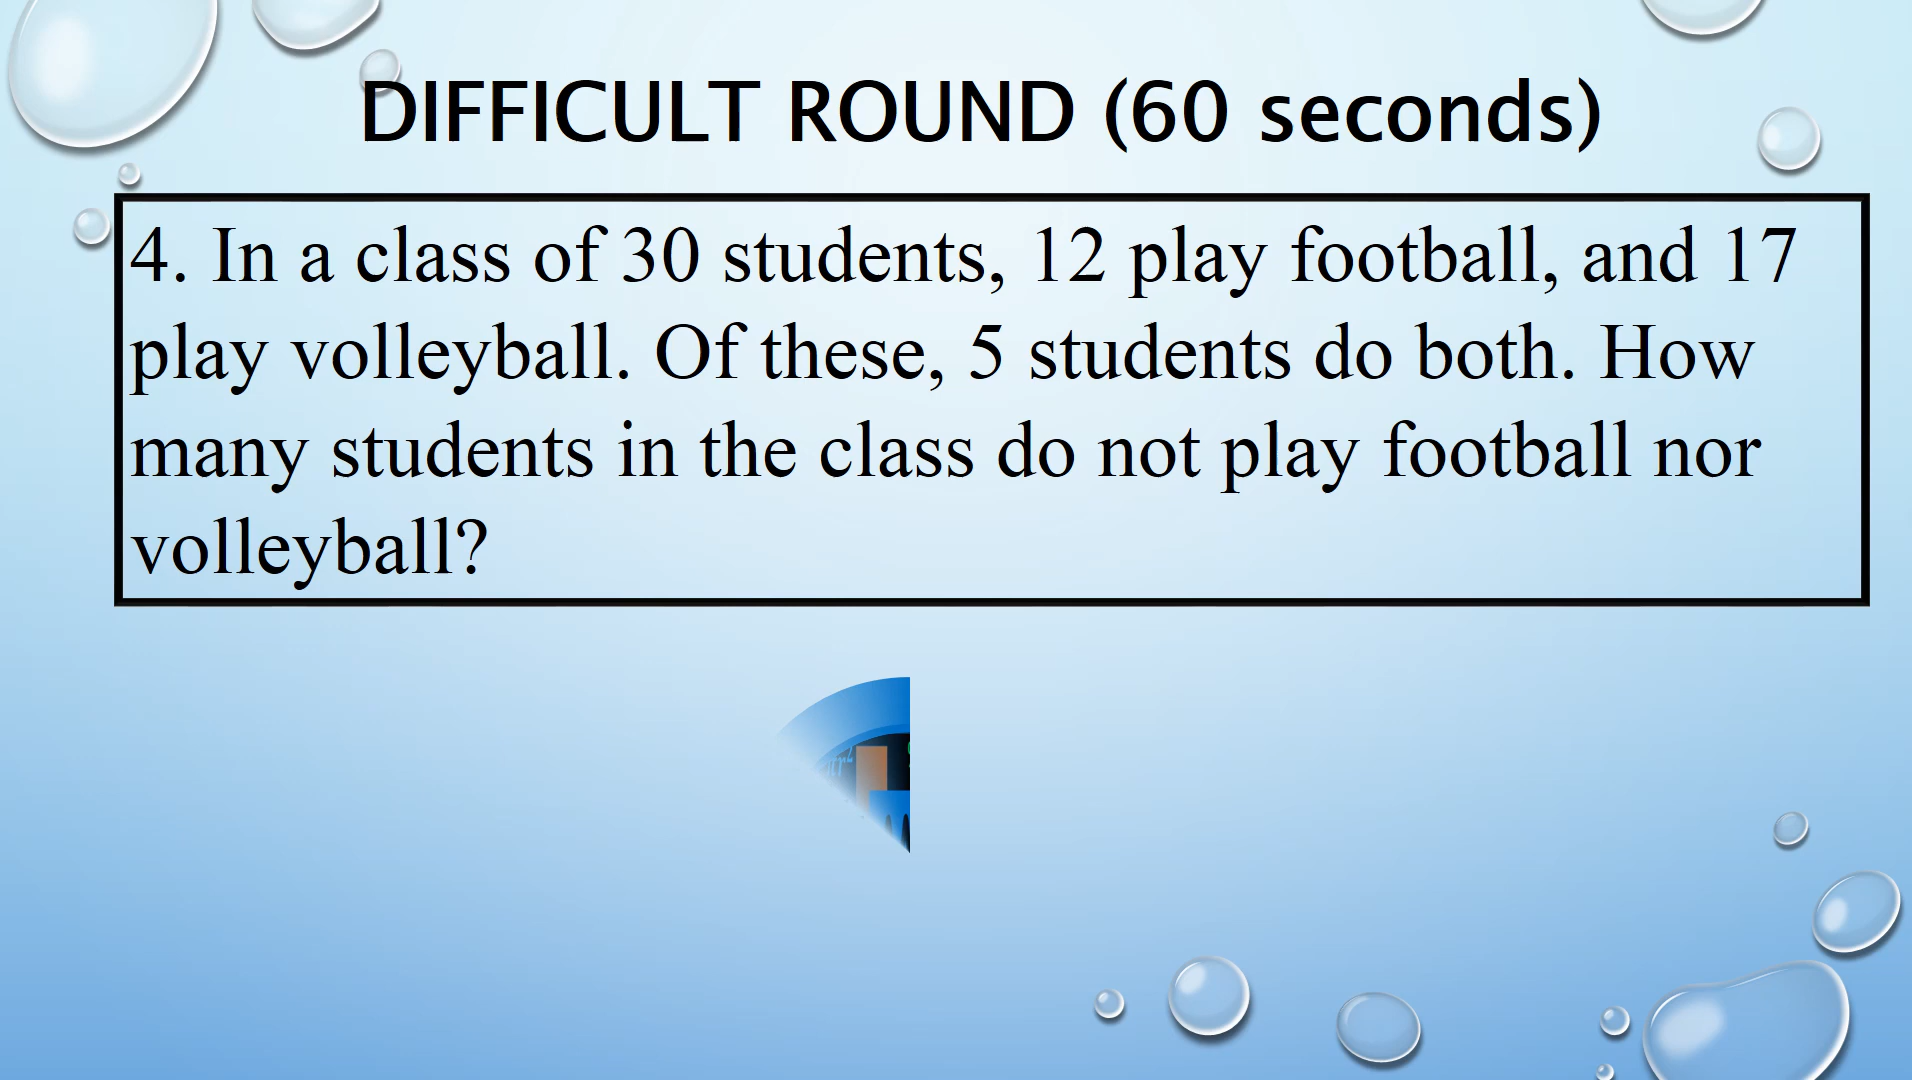 DIFFICULT ROUND (60 seconds)
4. In a class of 30 students, 12 play football, and 17
play volleyball. Of these, 5 students do both. How
many students in the class do not play football nor
volleyball?